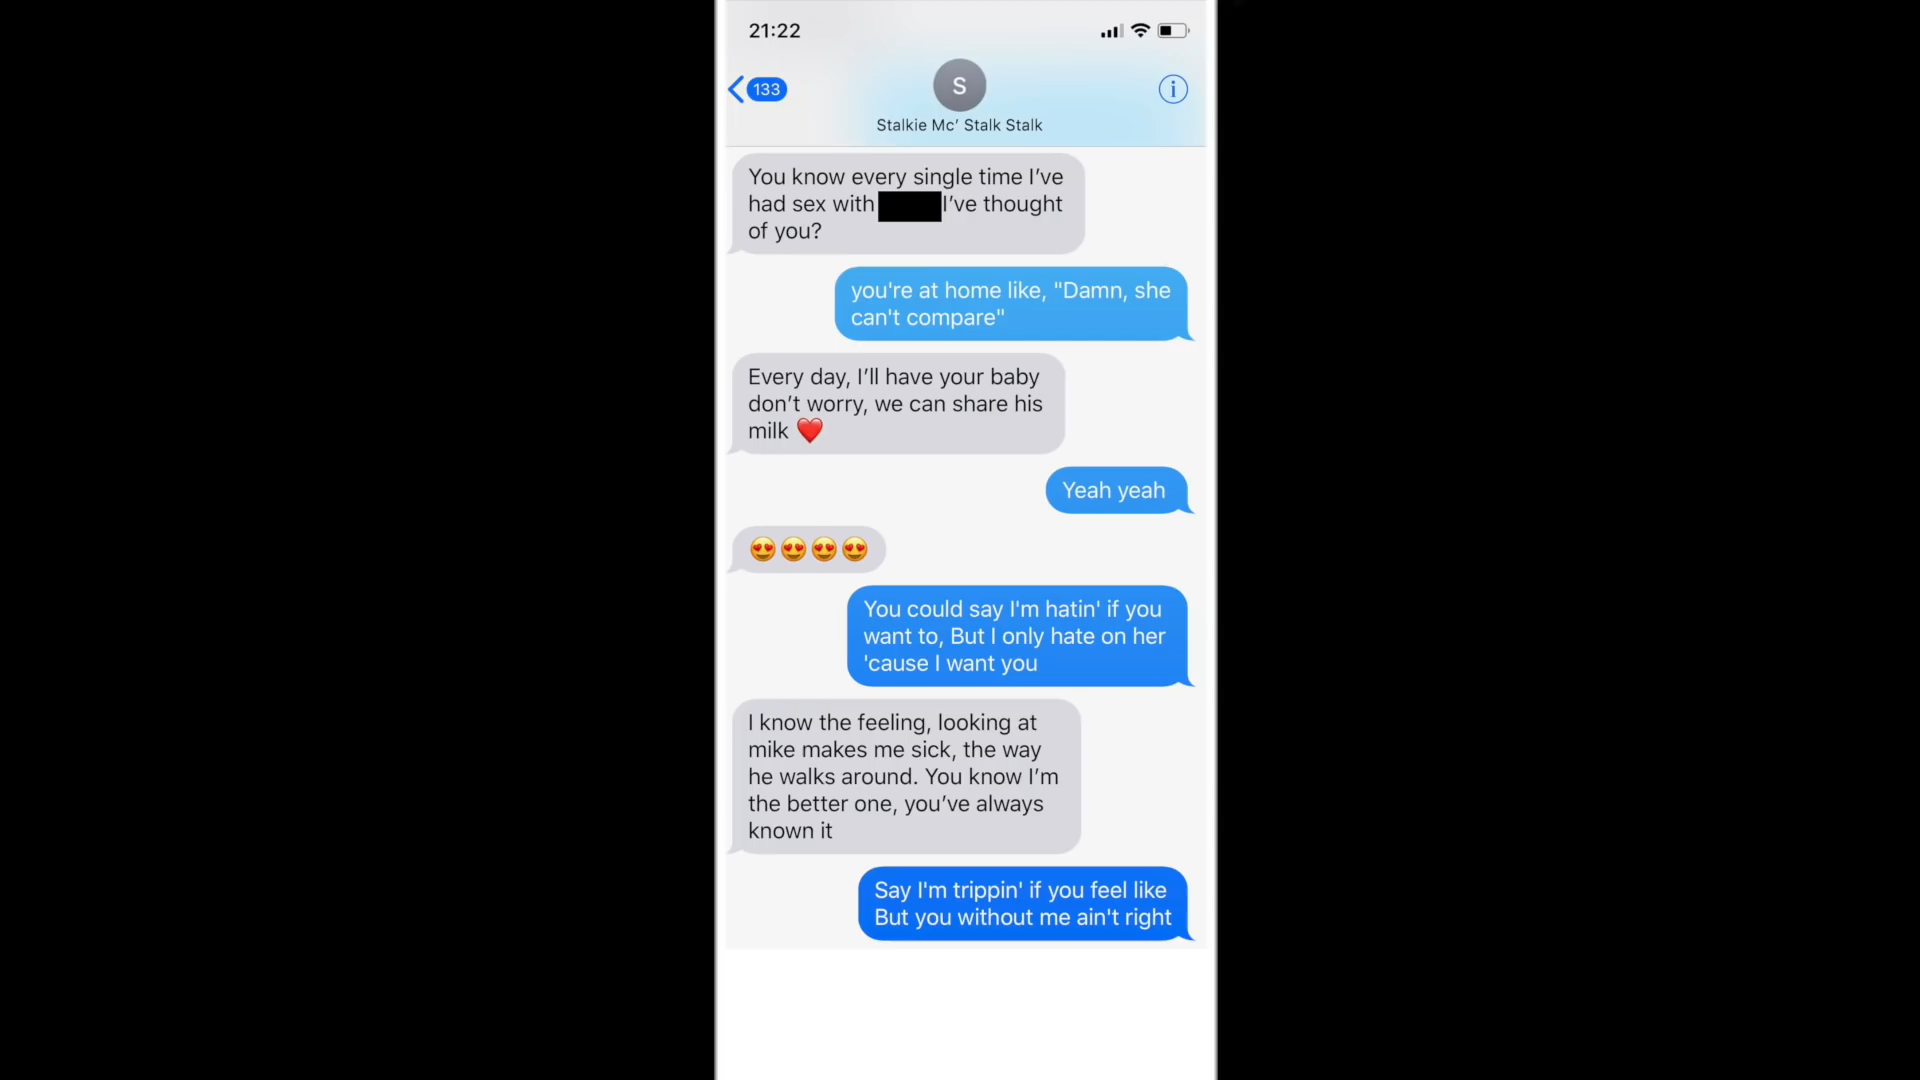 21:22
133
S
i
Stalkie Mc' Stalk Stalk
You know every single time I've
had sex with I've thought
of you?
you're at home like, "Damn, she
can't compare"
Every day, I'll have your baby
don't worry, we can share his
milk ❤️
Yeah yeah
😍😍😍😍
You could say I'm hatin' if you
want to, But I only hate on her
'cause I want you
I know the feeling, looking at
mike makes me sick, the way
he walks around. You know I'm
the better one, you've always
known it
Say I'm trippin' if you feel like
But you without me ain't right